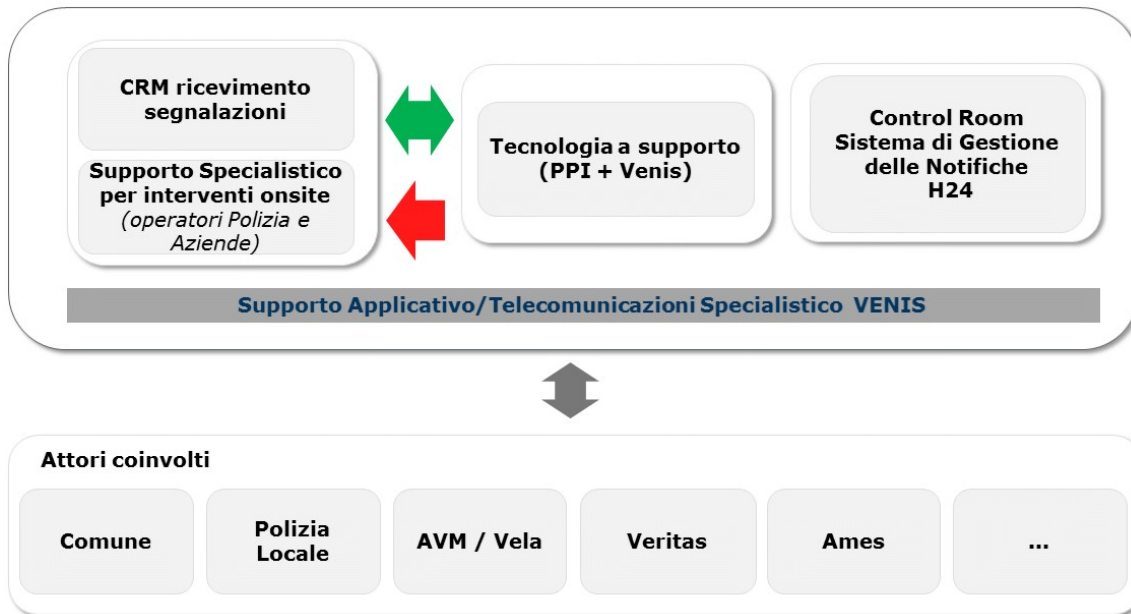 CRM ricevimento
segnalazioni
Supporto Specialistico
per interventi onsite
(operatori Polizia e
Aziende)
Tecnologia a supporto
(PPI + Venis)
Control Room
Sistema di Gestione
delle Notifiche
H24
Supporto Applicativo/Telecomunicazioni Specialistico VENIS
Attori coinvolti
Comune
Polizia
Locale
AVM / Vela
Veritas
Ames
...